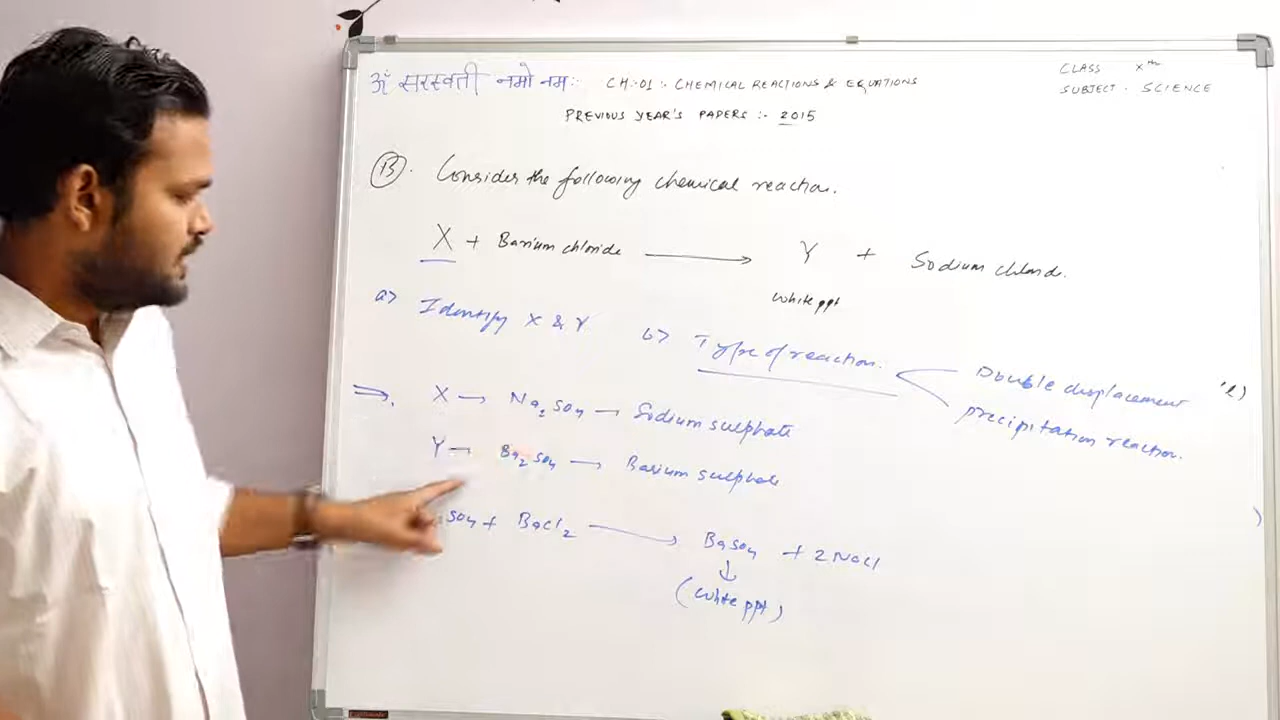 ॐ सरस्वती नमो नमः
CH:-01:- CHEMICAL REACTIONS & EQUATIONS
CLASS Xth
SUBJECT. SCIENCE
PREVIOUS YEAR'S PAPERS :- 2015
B. Consider the following chemical reaction.
X + Barium chloride ⟶ Y + Sodium chlorid.
White ppt
a> Identify X & Y
b> Type of reaction.
Double displacement
precipitation reaction.
⇒. X → Na2SO4 → Sodium sulphate
Y → Ba2SO4 → Barium sulphate
SO4 + BaCl2 ⟶ BaSO4 + 2NaCl
↓
(White ppt)